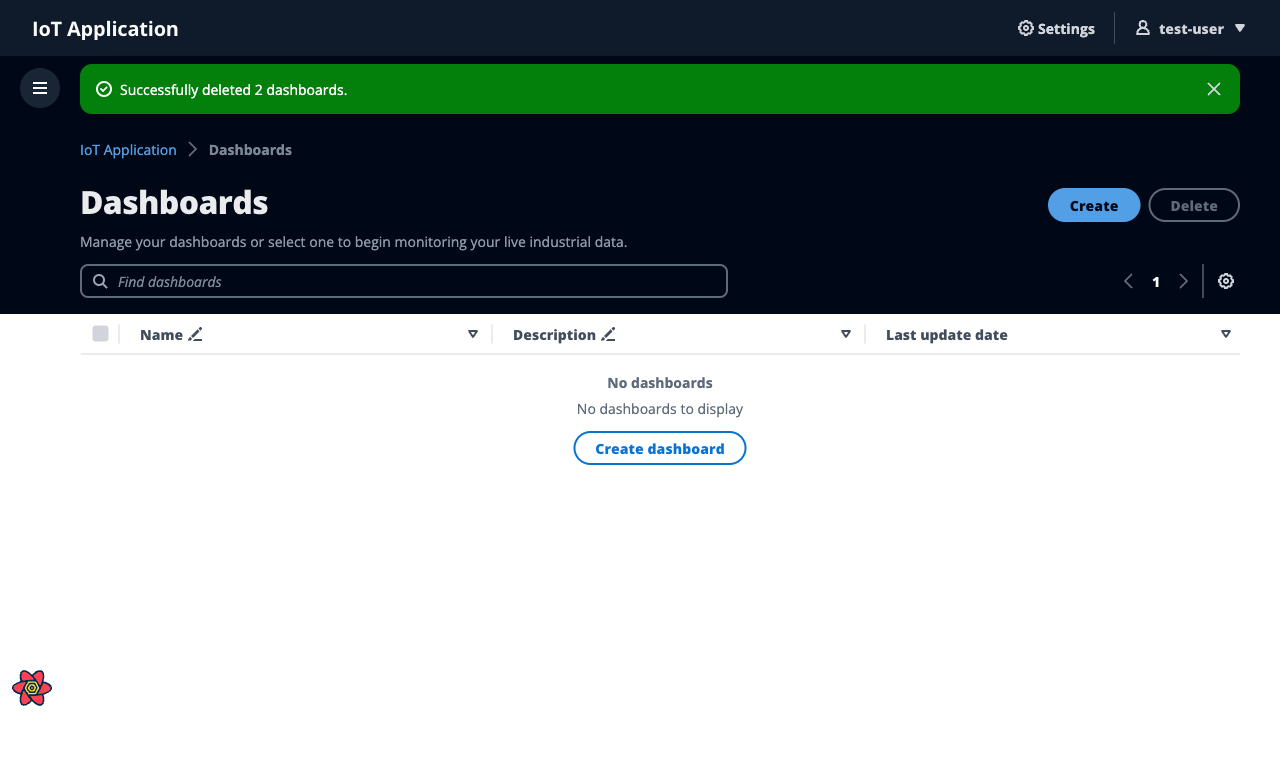 IoT Application
Settings
test-user
Successfully deleted 2 dashboards.
IoT Application
Dashboards
Dashboards
Create
Delete
Manage your dashboards or select one to begin monitoring your live industrial data.
Find dashboards
1
Name
Description
Last update date
No dashboards
No dashboards to display
Create dashboard